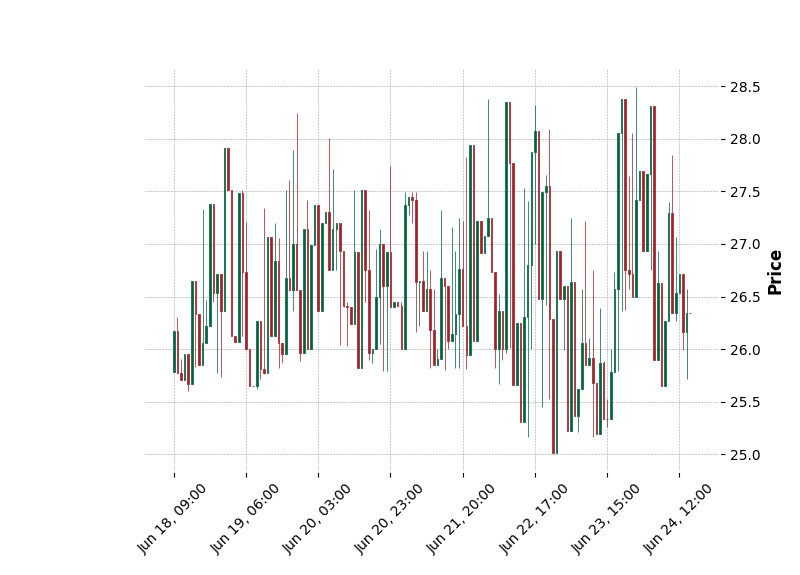 28.5
28.0
27.5
27.0
26.5
26.0
25.5
25.0
Price
Jun 18, 09:00
Jun 19, 06:00
Jun 20, 03:00
Jun 20, 23:00
Jun 21, 20:00
Jun 22, 17:00
Jun 23, 15:00
Jun 24, 12:00